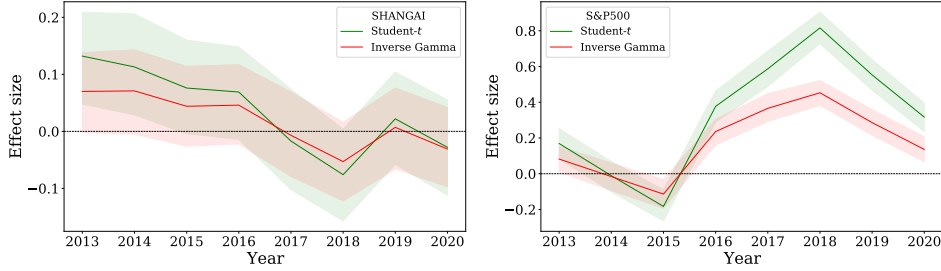 SHANGAI
Student-t
Inverse Gamma
Effect size
0.2
0.1
0.0
−0.1
2013 2014 2015 2016 2017 2018 2019 2020
Year
S&P500
Student-t
Inverse Gamma
Effect size
0.8
0.6
0.4
0.2
0.0
−0.2
2013 2014 2015 2016 2017 2018 2019 2020
Year